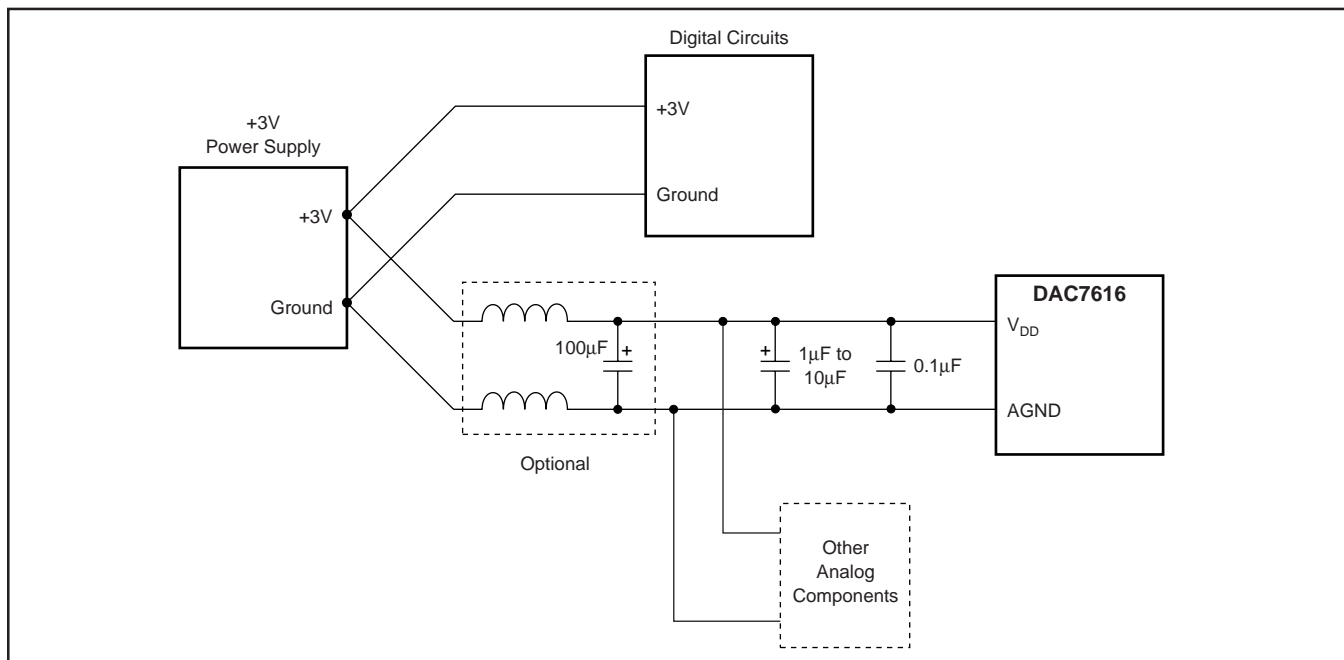 Digital Circuits
+3V
Ground
+3V
Power Supply
+3V
Ground
100μF
+
Optional
+
1μF to
10μF
0.1μF
DAC7616
VDD
AGND
Other
Analog
Components